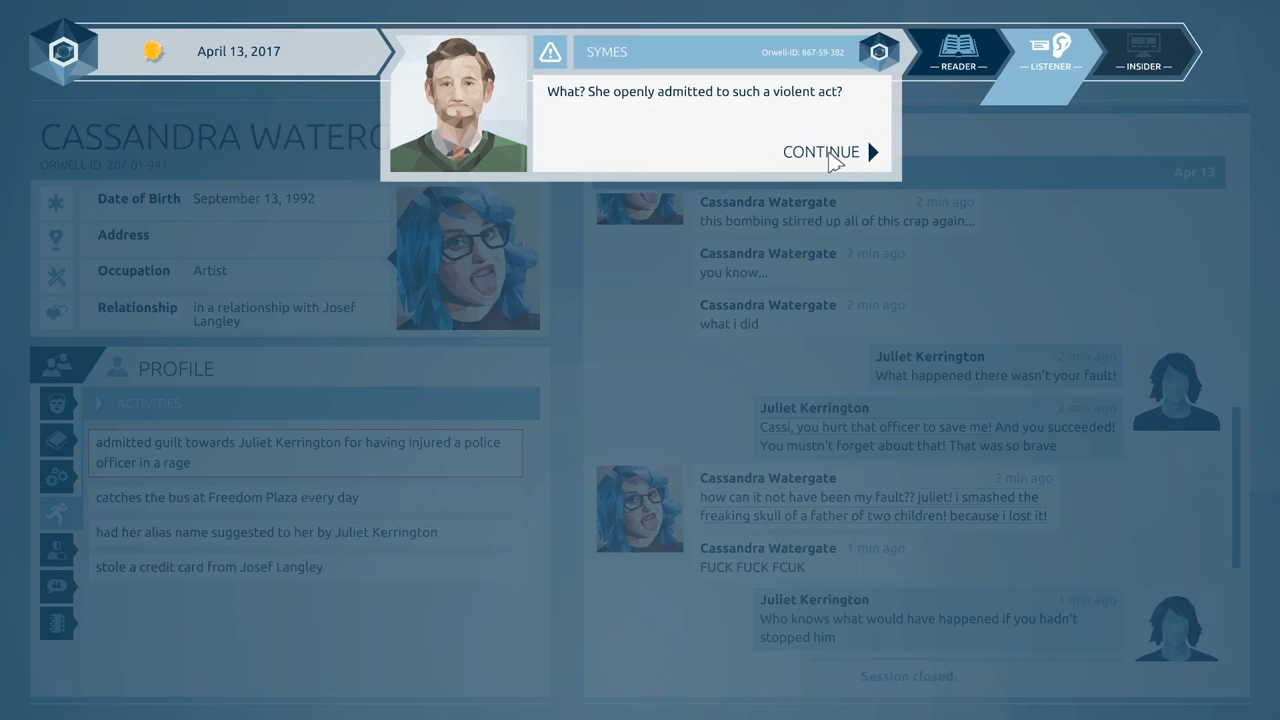 April 13, 2017
SYMES
Orwell-ID: 867-59-382
What? She openly admitted to such a violent act?
CONTINUE
— READER —
— LISTENER —
— INSIDER —
CASSANDRA WATERG
ORWELL-ID 207-01-941
Date of Birth September 13, 1992
Address
Occupation Artist
Relationship in a relationship with Josef
Langley
PROFILE
ACTIVITIES
admitted guilt towards Juliet Kerrington for having injured a police
officer in a rage
catches the bus at Freedom Plaza every day
had her alias name suggested to her by Juliet Kerrington
stole a credit card from Josef Langley
Apr 13
Cassandra Watergate 2 min ago
this bombing stirred up all of this crap again...
Cassandra Watergate 2 min ago
you know...
Cassandra Watergate 2 min ago
what i did
Juliet Kerrington 2 min ago
What happened there wasn't your fault!
Juliet Kerrington 2 min ago
Cassi, you hurt that officer to save me! And you succeeded!
You mustn't forget about that! That was so brave
Cassandra Watergate 2 min ago
how can it not have been my fault?? juliet! i smashed the
freaking skull of a father of two children! because i lost it!
Cassandra Watergate 1 min ago
FUCK FUCK FCUK
Juliet Kerrington 1 min ago
Who knows what would have happened if you hadn't
stopped him
Session closed.